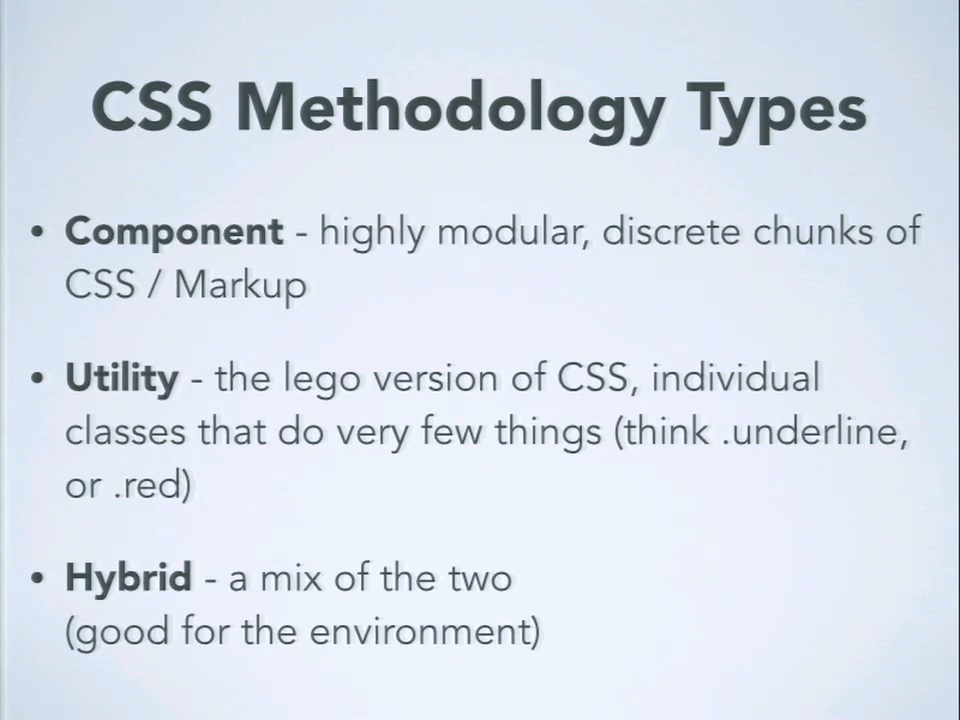 CSS Methodology Types
• Component - highly modular, discrete chunks of
CSS / Markup
• Utility - the lego version of CSS, individual
classes that do very few things (think .underline,
or .red)
• Hybrid - a mix of the two
(good for the environment)